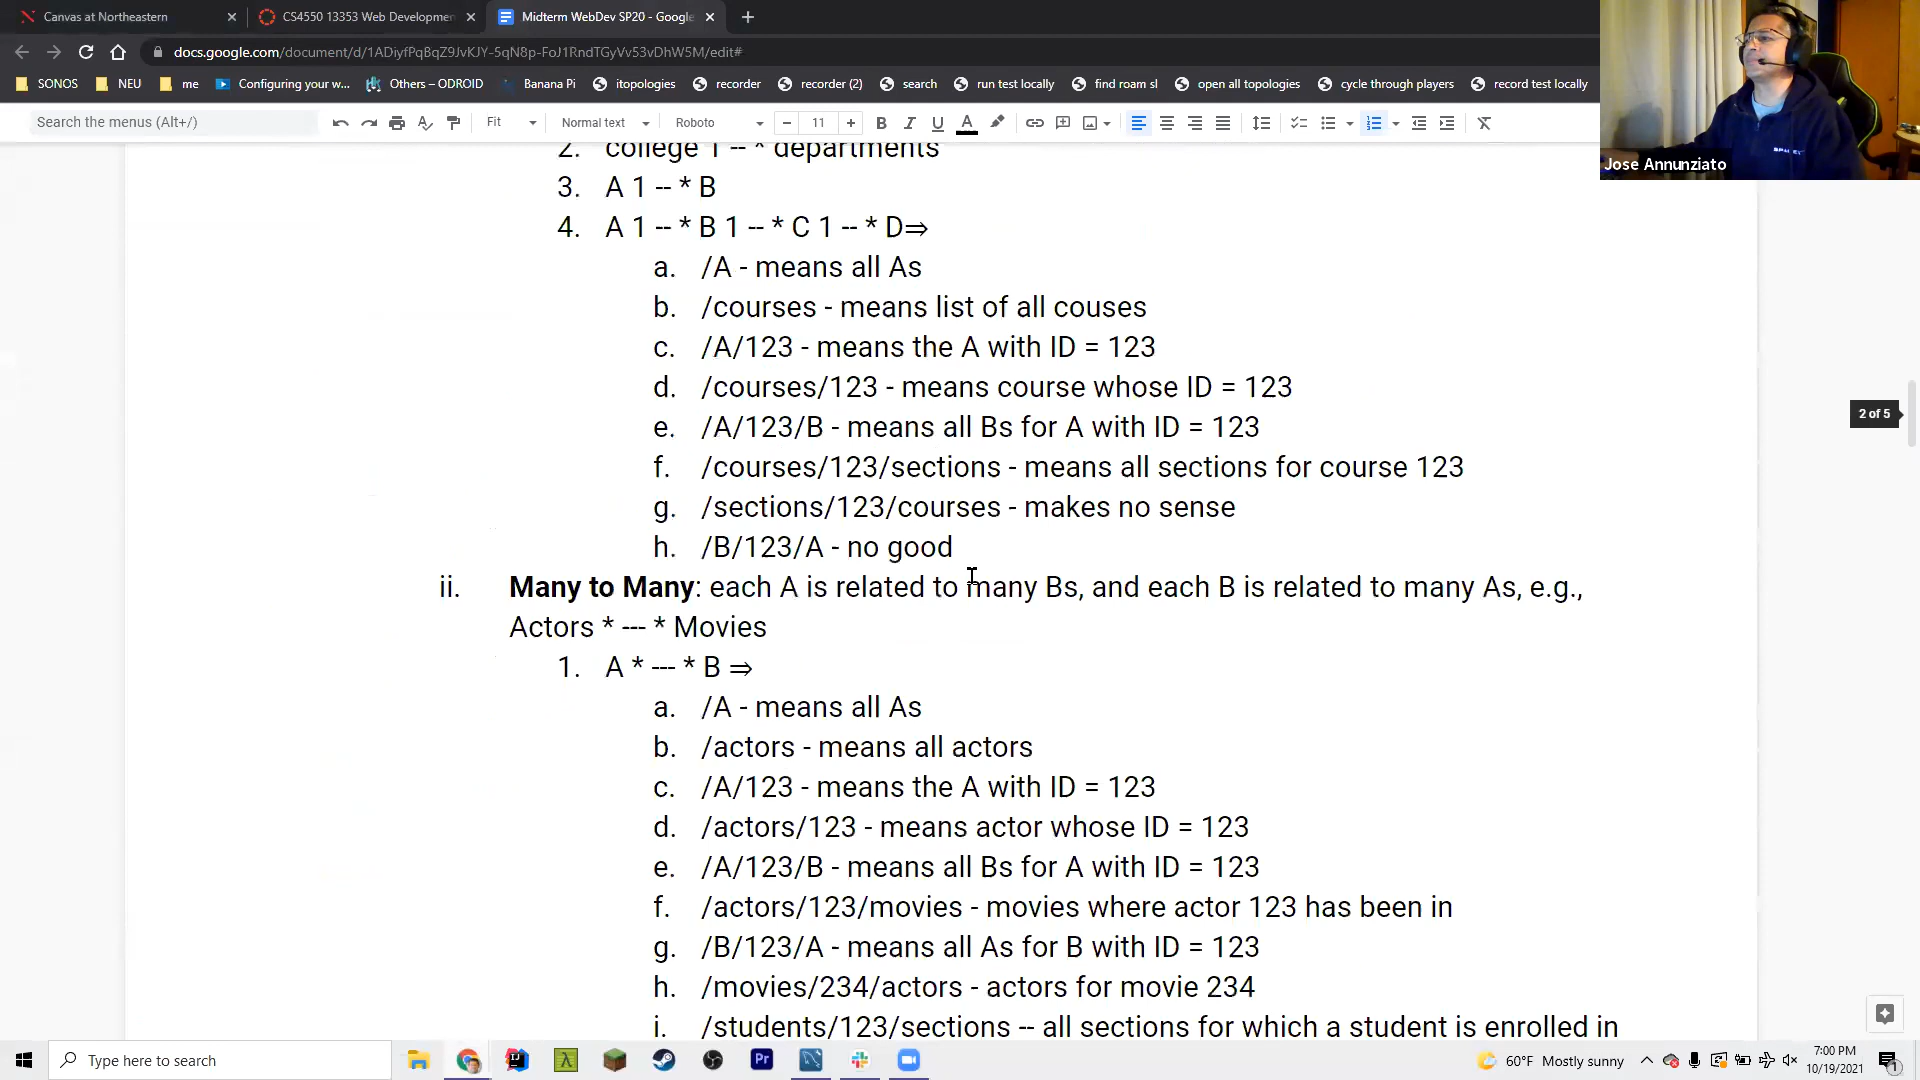 Canvas at Northeastern
CS4550 13353 Web Developmen
Midterm WebDev SP20 - Google
docs.google.com/document/d/1ADiyfPqBqZ9JvKJY-5qN8p-FoJ1RndTGyVv53vDhW5M/edit#
SONOS NEU me Configuring your w... Others – ODROID Banana Pi itopologies recorder recorder (2) search run test locally find roam sl open all topologies cycle through players record test locally
Search the menus (Alt+/) Fit Normal text Roboto 11
Jose Annunziato
2. college 1 -- * departments
3. A 1 -- * B
4. A 1 -- * B 1 -- * C 1 -- * D⇒
a. /A - means all As
b. /courses - means list of all couses
c. /A/123 - means the A with ID = 123
d. /courses/123 - means course whose ID = 123
e. /A/123/B - means all Bs for A with ID = 123
2 of 5
f. /courses/123/sections - means all sections for course 123
g. /sections/123/courses - makes no sense
h. /B/123/A - no good
ii. Many to Many: each A is related to many Bs, and each B is related to many As, e.g.,
Actors * --- * Movies
1. A * --- * B ⇒
a. /A - means all As
b. /actors - means all actors
c. /A/123 - means the A with ID = 123
d. /actors/123 - means actor whose ID = 123
e. /A/123/B - means all Bs for A with ID = 123
f. /actors/123/movies - movies where actor 123 has been in
g. /B/123/A - means all As for B with ID = 123
h. /movies/234/actors - actors for movie 234
i. /students/123/sections -- all sections for which a student is enrolled in
Type here to search
60°F Mostly sunny
7:00 PM
10/19/2021